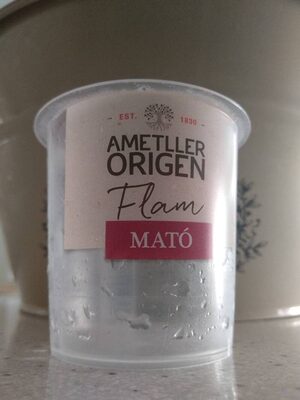 EST. 1830
AMETLLER
ORIGEN
Flam
MATÓ